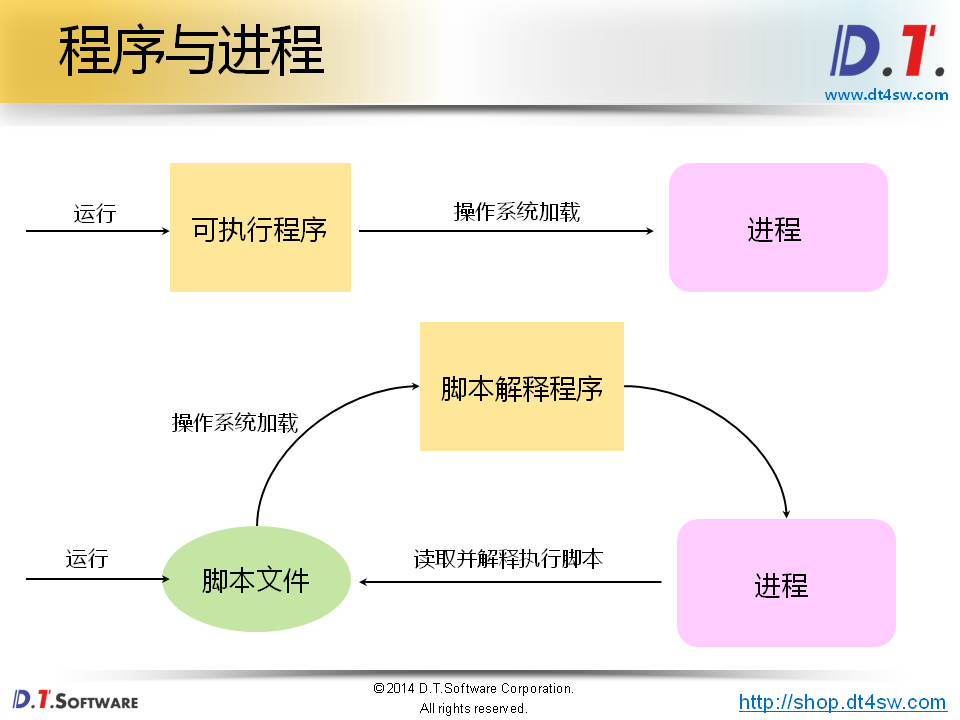 程序与进程
D.T.
www.dt4sw.com
运行
可执行程序
操作系统加载
进程
脚本解释程序
操作系统加载
运行
脚本文件
读取并解释执行脚本
进程
D.T.SOFTWARE
©2014 D.T.Software Corporation.
All rights reserved.
http://shop.dt4sw.com